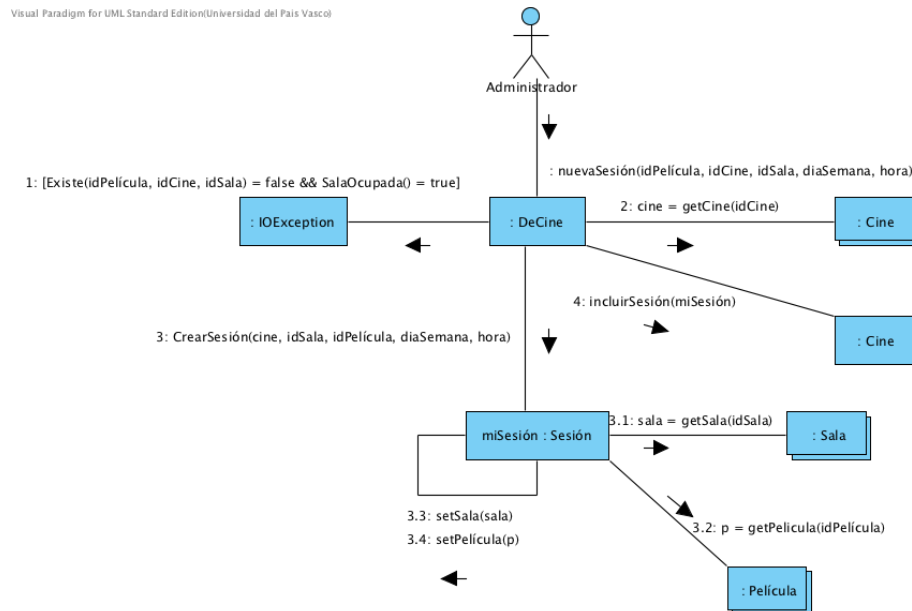 Visual Paradigm for UML Standard Edition(Universidad del Pais Vasco)
Administrador
: nuevaSesión(idPelícula, idCine, idSala, diaSemana, hora)
1: [Existe(idPelícula, idCine, idSala) = false && SalaOcupada() = true]
2: cine = getCine(idCine)
: IOException
: DeCine
: Cine
4: incluirSesión(miSesión)
3: CrearSesión(cine, idSala, idPelícula, diaSemana, hora)
: Cine
3.1: sala = getSala(idSala)
miSesión : Sesión
: Sala
3.3: setSala(sala)
3.2: p = getPelicula(idPelícula)
3.4: setPelícula(p)
: Película